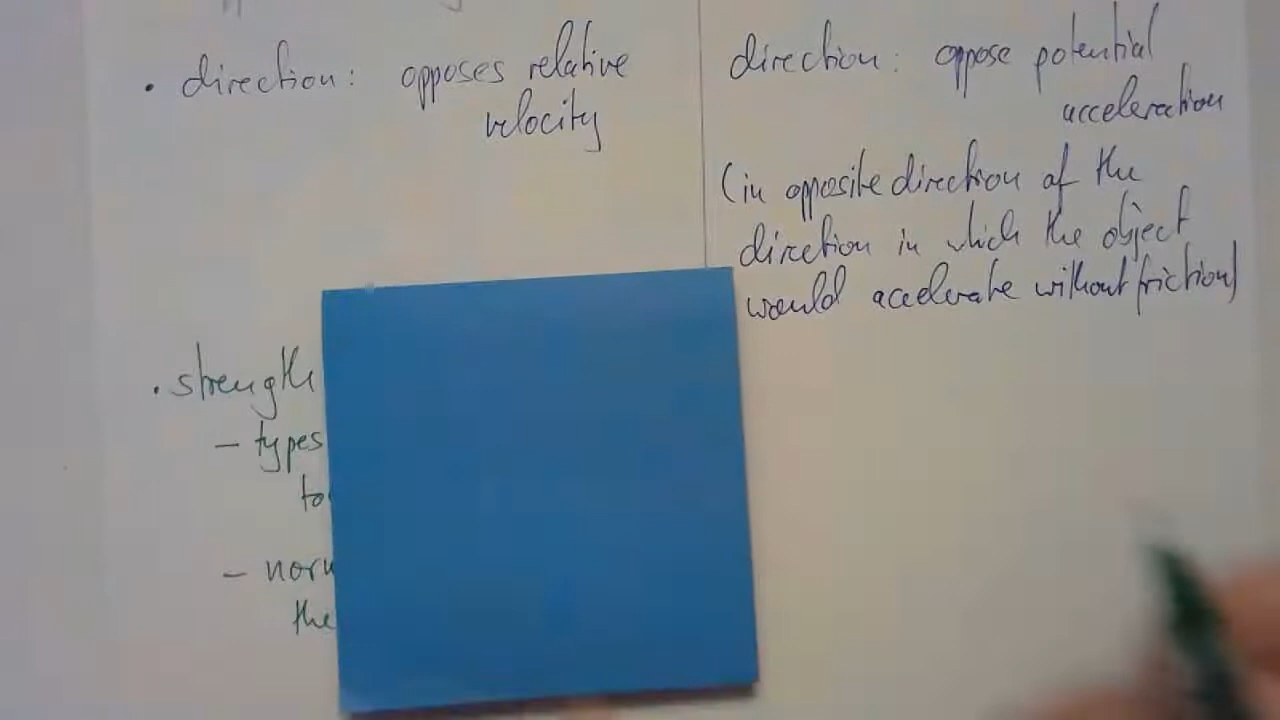 • direction: opposes relative
velocity
direction: oppose potential
acceleration
(in opposite direction of the
direction in which the object
would accelerate without friction)
• strength
– types
to
– norm
the